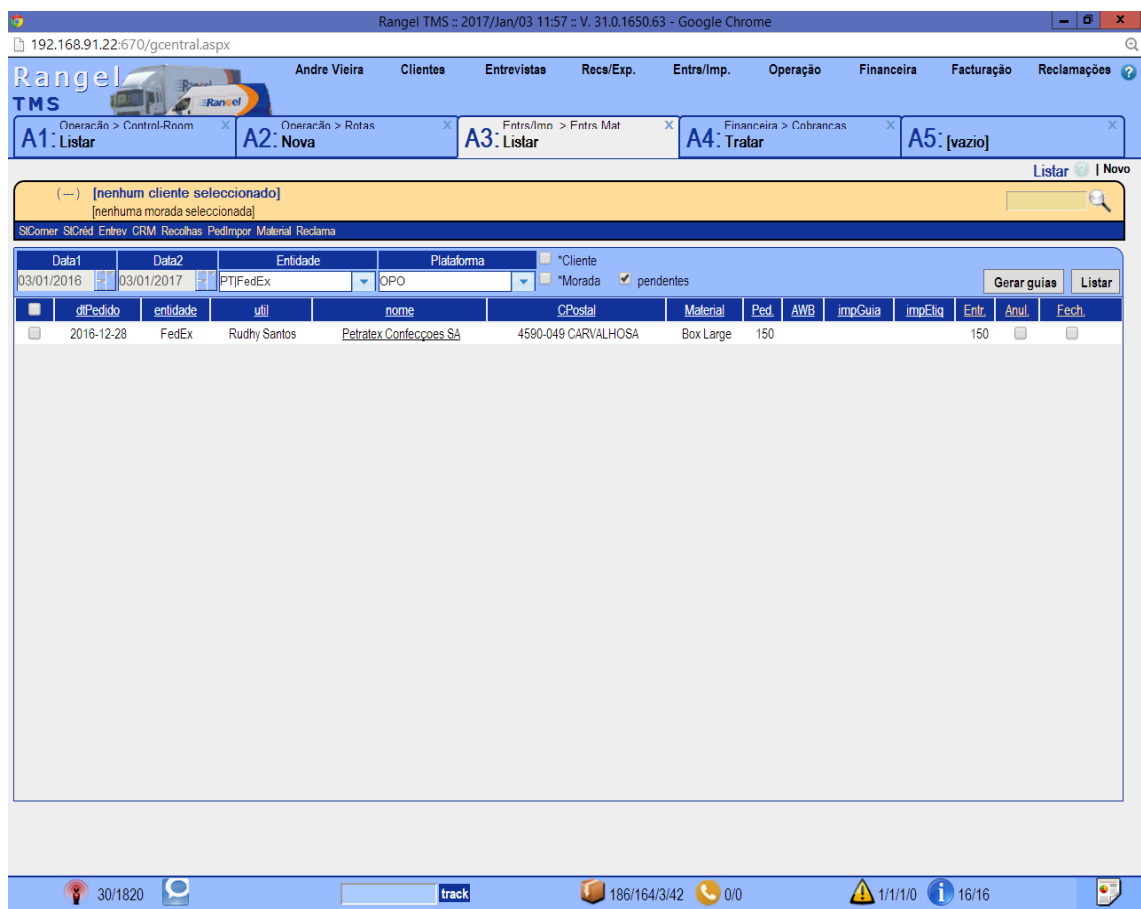 Rangel TMS :: 2017/Jan/03 11:57 :: V. 31.0.1650.63 - Google Chrome
192.168.91.22:670/gcentral.aspx
Rangel TMS
Rangel
Andre Vieira Clientes Entrevistas Recs/Exp. Entrs/Imp. Operação Financeira Facturação Reclamações ?
Operação > Control-Room X Operação > Rotas X Entrs/Imp > Entrs Mat X Financeira > Cobrancas X X
A1: Listar A2: Nova A3: Listar A4: Tratar A5: [vazio]
Listar ? | Novo
(---) [nenhum cliente seleccionado]
[nenhuma morada seleccionada]
StComer StCréd Entrev CRM Recolhas PedImpor Material Reclama
Data1 Data2 Entidade Plataforma *Cliente
03/01/2016 03/01/2017 PT|FedEx OPO *Morada pendentes Gerar guias Listar
dtPedido entidade util nome CPostal Material Ped. AWB impGuia impEtiq Entr. Anul. Fech.
2016-12-28 FedEx Rudhy Santos Petratex Confecçoes SA 4590-049 CARVALHOSA Box Large 150 150
30/1820 track 186/164/3/42 0/0 1/1/1/0 16/16